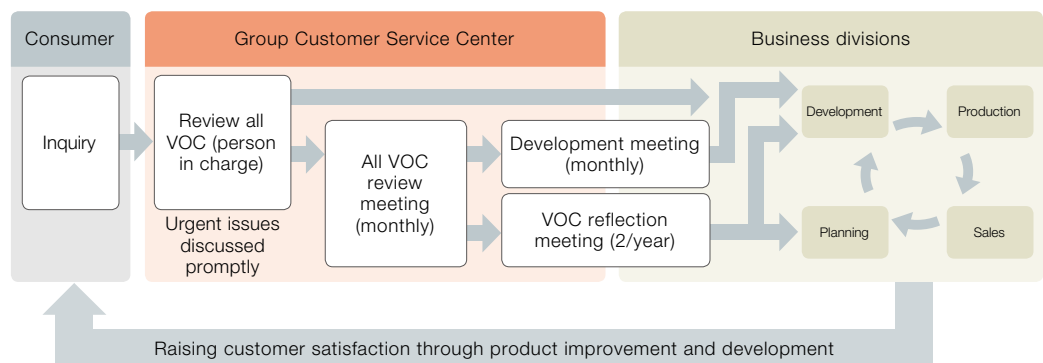 Consumer
Group Customer Service Center
Business divisions
Inquiry
Review all
VOC (person
in charge)
Urgent issues
discussed
promptly
All VOC
review
meeting
(monthly)
Development meeting
(monthly)
VOC reflection
meeting (2/year)
Development
Production
Planning
Sales
Raising customer satisfaction through product improvement and development